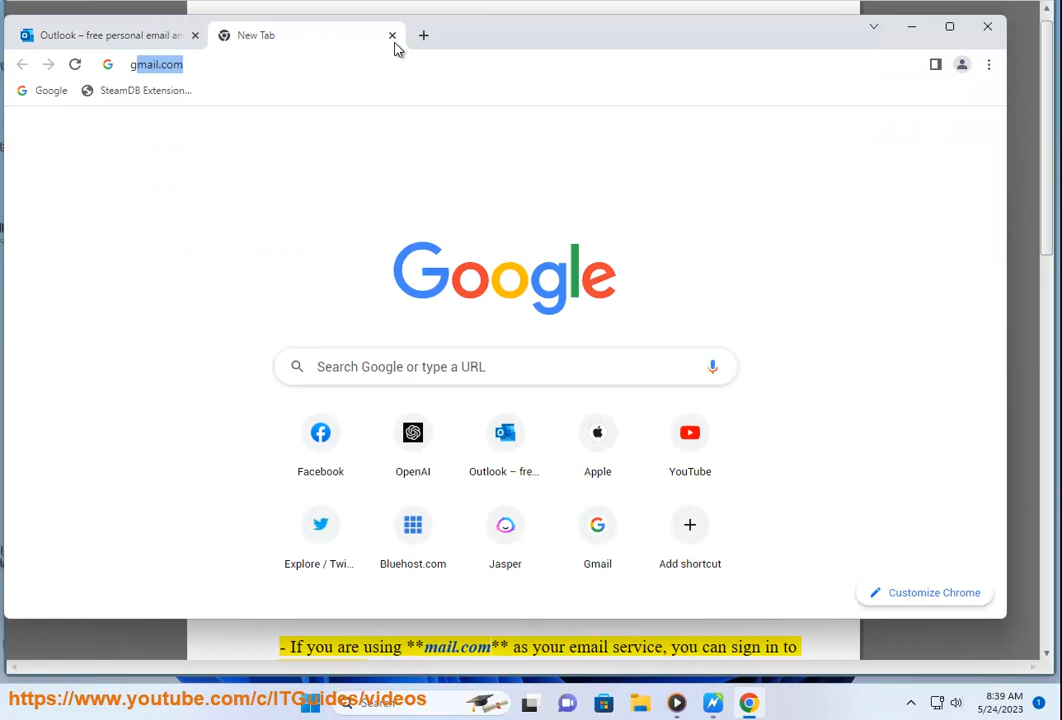 Outlook – free personal email an
New Tab
gmail.com
Google
SteamDB Extension...
Google
Search Google or type a URL
Facebook
OpenAI
Outlook – fre...
Apple
YouTube
Explore / Twi...
Bluehost.com
Jasper
Gmail
Add shortcut
Customize Chrome
- If you are using **mail.com** as your email service, you can sign in to
https://www.youtube.com/c/ITGuides/videos
Search
8:39 AM
5/24/2023
1